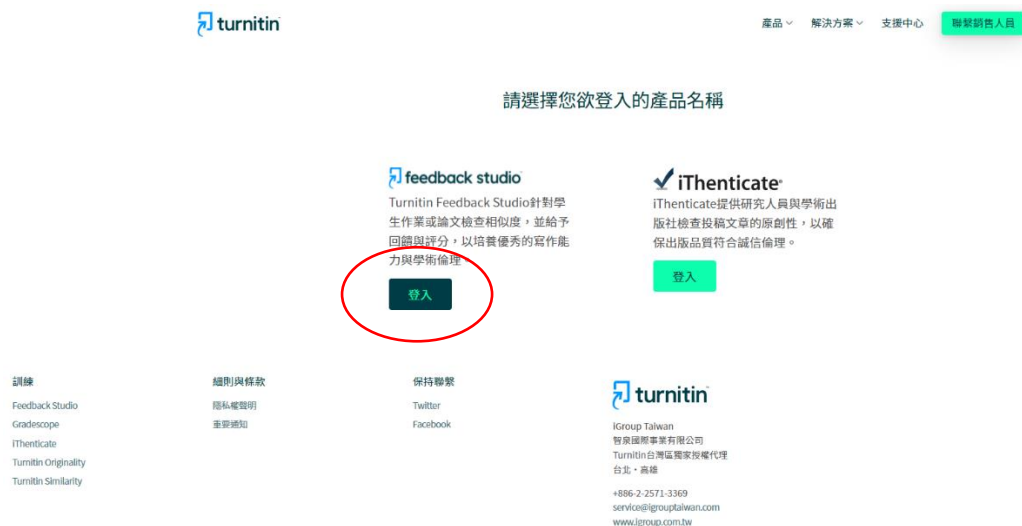 turnitin
產品
解決方案
支援中心
聯繫銷售人員
請選擇您欲登入的產品名稱
feedback studio
Turnitin Feedback Studio針對學
生作業或論文檢查相似度，並給予
回饋與評分，以培養優秀的寫作能
力與學術倫理。
登入
iThenticate®
iThenticate提供研究人員與學術出
版社檢查投稿文章的原創性，以確
保出版品質符合誠信倫理。
登入
訓練
Feedback Studio
Gradescope
iThenticate
Turnitin Originality
Turnitin Similarity
細則與條款
隱私權聲明
重要通知
保持聯繫
Twitter
Facebook
turnitin
iGroup Taiwan
智泉國際事業有限公司
Turnitin台灣區獨家授權代理
台北・高雄
+886-2-2571-3369
service@igrouptaiwan.com
www.igroup.com.tw